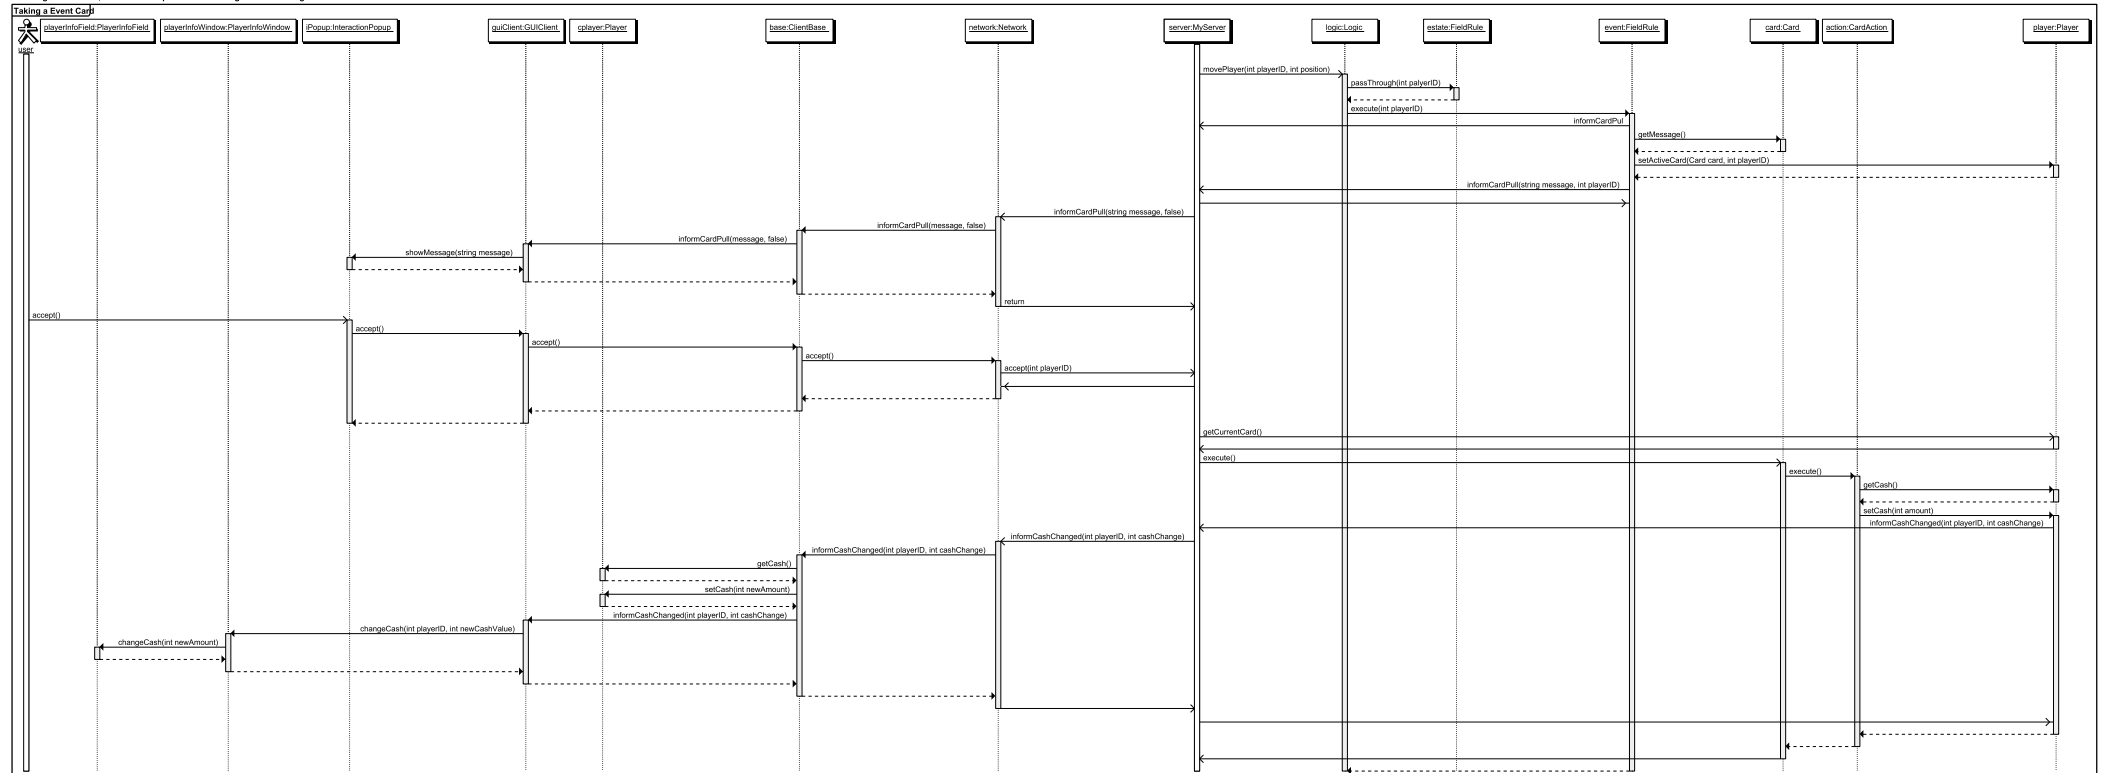 Taking a Event Card
user
playerInfoField:PlayerInfoField
playerInfoWindow:PlayerInfoWindow
iPopup:InteractionPopup
guiClient:GUIClient
cplayer:Player
base:ClientBase
network:Network
server:MyServer
logic:Logic
estate:FieldRule
event:FieldRule
card:Card
action:CardAction
player:Player
movePlayer(int playerID, int position)
passThrough(int palyerID)
execute(int playerID)
informCardPul
getMessage()
setActiveCard(Card card, int playerID)
informCardPull(string message, int playerID)
informCardPull(string message, false)
informCardPull(message, false)
informCardPull(message, false)
showMessage(string message)
return
accept()
accept()
accept()
accept()
accept(int playerID)
getCurrentCard()
execute()
execute()
getCash()
setCash(int amount)
informCashChanged(int playerID, int cashChange)
informCashChanged(int playerID, int cashChange)
informCashChanged(int playerID, int cashChange)
getCash()
setCash(int newAmount)
informCashChanged(int playerID, int cashChange)
changeCash(int playerID, int newCashValue)
changeCash(int newAmount)